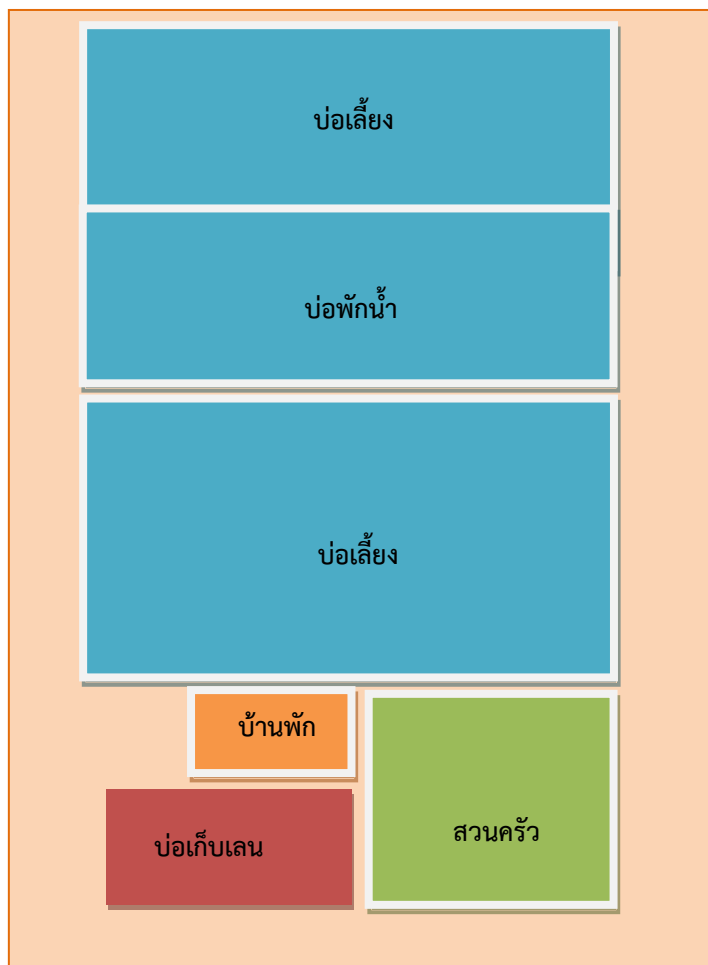 บ่อเลี้ยง
บ่อพักน้ำ
บ่อเลี้ยง
บ้านพัก
สวนครัว
บ่อเก็บเลน